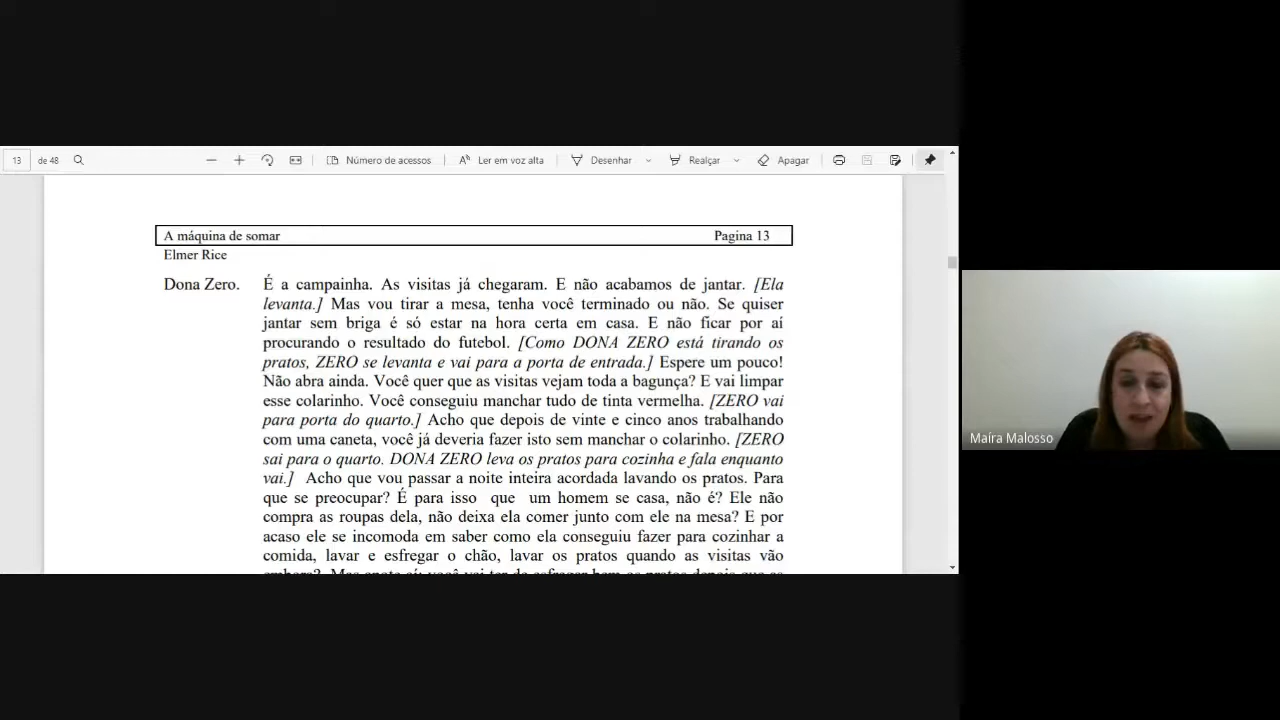 13 de 48 Número de acessos Ler em voz alta Desenhar Realçar Apagar
A máquina de somar Pagina 13
Elmer Rice
Dona Zero. É a campainha. As visitas já chegaram. E não acabamos de jantar. [Ela
levanta.] Mas vou tirar a mesa, tenha você terminado ou não. Se quiser
jantar sem briga é só estar na hora certa em casa. E não ficar por aí
procurando o resultado do futebol. [Como DONA ZERO está tirando os
pratos, ZERO se levanta e vai para a porta de entrada.] Espere um pouco!
Não abra ainda. Você quer que as visitas vejam toda a bagunça? E vai limpar
esse colarinho. Você conseguiu manchar tudo de tinta vermelha. [ZERO vai
para porta do quarto.] Acho que depois de vinte e cinco anos trabalhando
com uma caneta, você já deveria fazer isto sem manchar o colarinho. [ZERO
sai para o quarto. DONA ZERO leva os pratos para cozinha e fala enquanto
vai.] Acho que vou passar a noite inteira acordada lavando os pratos. Para
que se preocupar? É para isso que um homem se casa, não é? Ele não
compra as roupas dela, não deixa ela comer junto com ele na mesa? E por
acaso ele se incomoda em saber como ela conseguiu fazer para cozinhar a
comida, lavar e esfregar o chão, lavar os pratos quando as visitas vão
Maíra Malosso